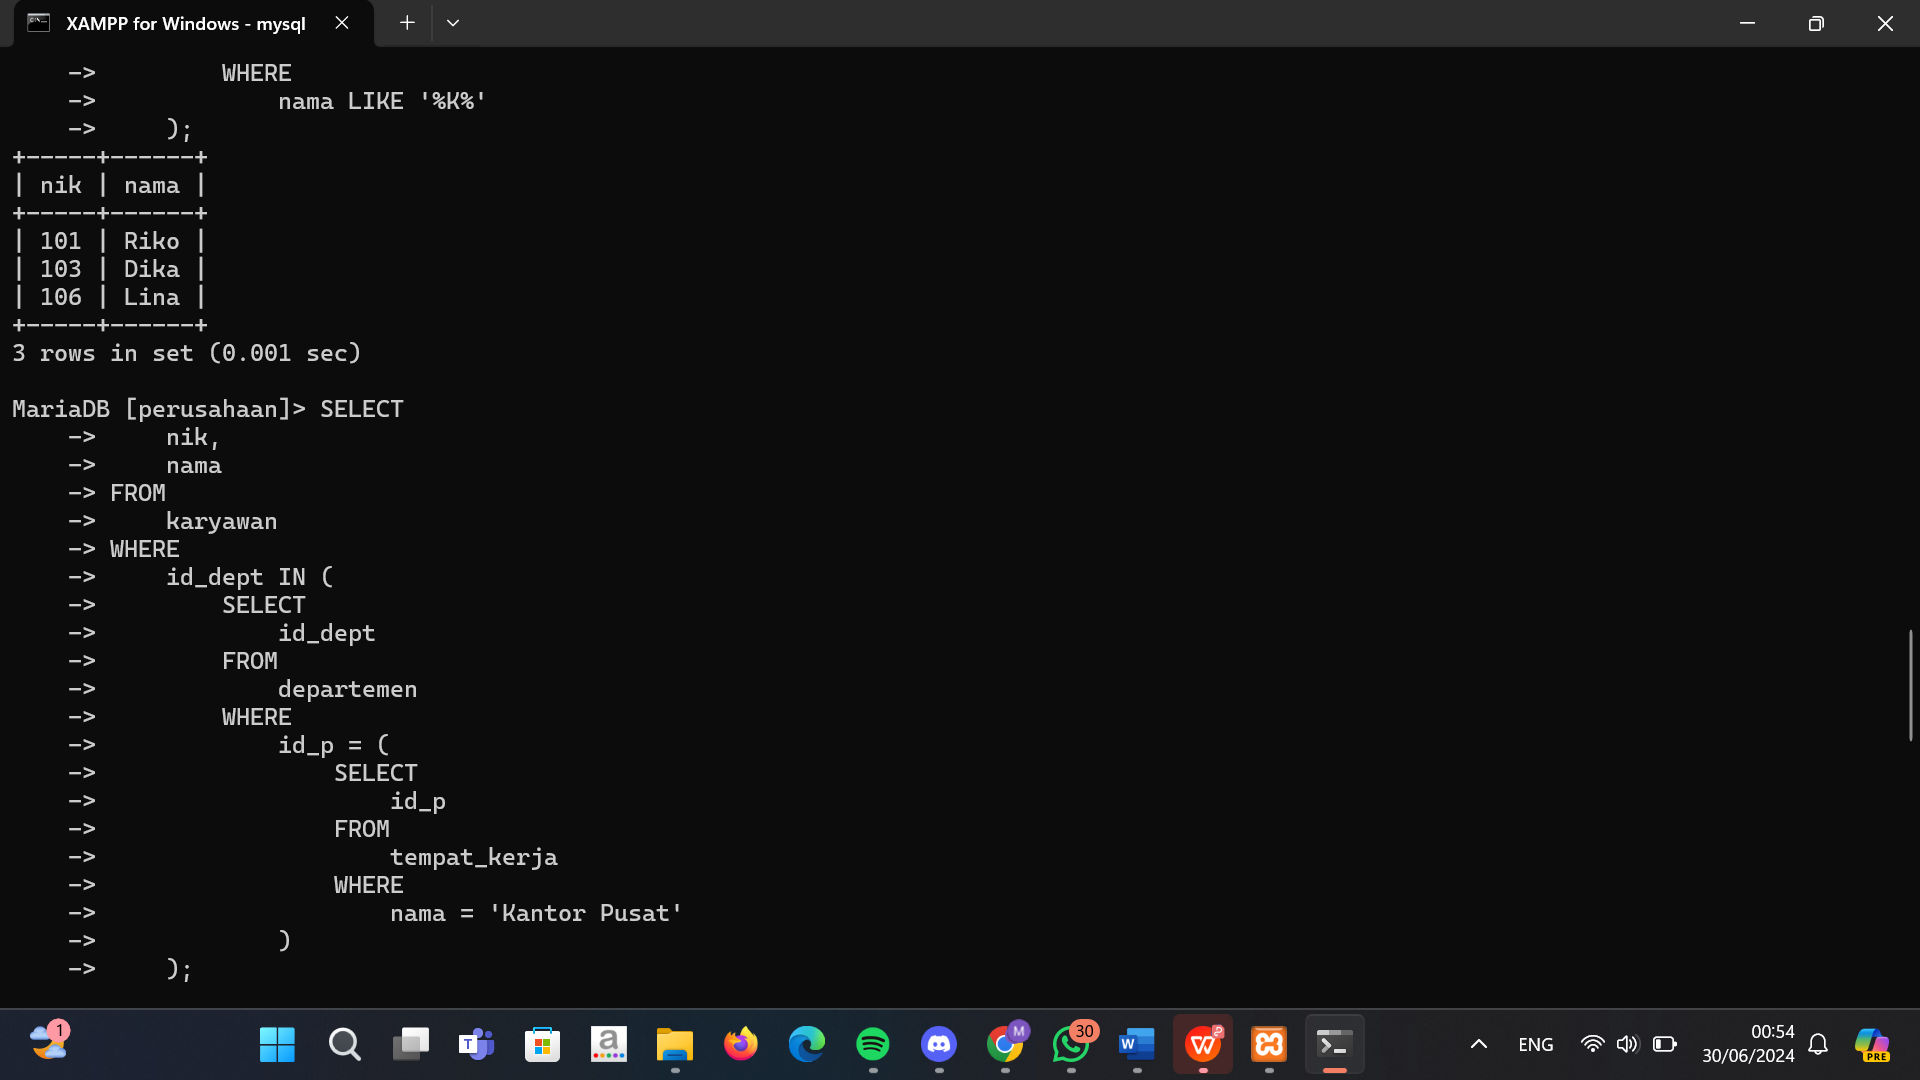 XAMPP for Windows - mysql
    ->         WHERE
    ->             nama LIKE '%K%'
    ->     );
+-----+------+
| nik | nama |
+-----+------+
| 101 | Riko |
| 103 | Dika |
| 106 | Lina |
+-----+------+
3 rows in set (0.001 sec)
MariaDB [perusahaan]> SELECT
    ->     nik,
    ->     nama
    -> FROM
    ->     karyawan
    -> WHERE
    ->     id_dept IN (
    ->         SELECT
    ->             id_dept
    ->         FROM
    ->             departemen
    ->         WHERE
    ->             id_p = (
    ->                 SELECT
    ->                     id_p
    ->                 FROM
    ->                     tempat_kerja
    ->                 WHERE
    ->                     nama = 'Kantor Pusat'
    ->             )
    ->     );
1
T
a
M
30
W
W
ENG
00:54
30/06/2024
PRE